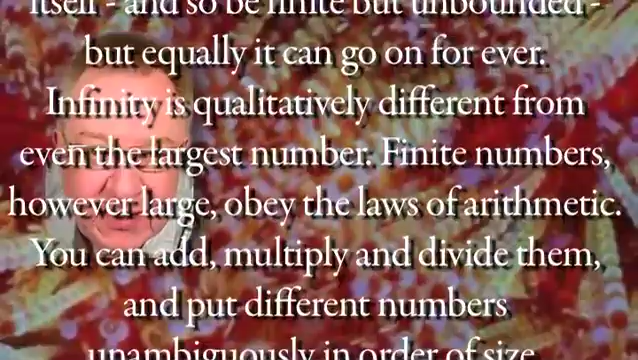 itself - and so be finite but unbounded -
but equally it can go on for ever.
Infinity is qualitatively different from
even the largest number. Finite numbers,
however large, obey the laws of arithmetic.
You can add, multiply and divide them,
and put different numbers
unambiguously in order of size